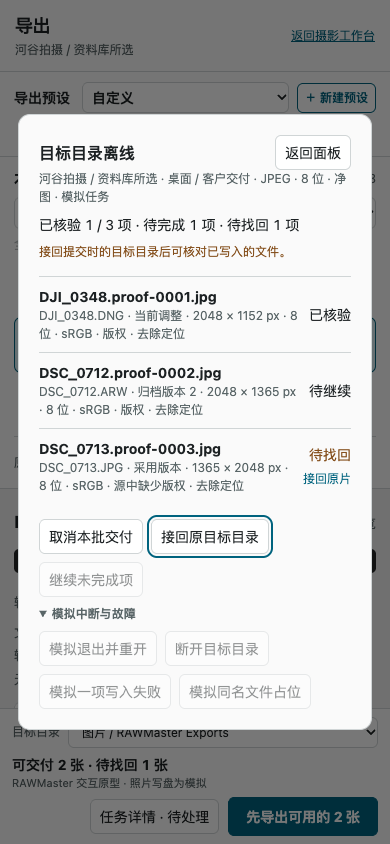 导出
河谷拍摄 / 资料库所选
返回摄影工作台
导出预设
自定义
+ 新建预设
目标目录离线
返回面板
河谷拍摄 / 资料库所选 · 桌面 / 客户交付 · JPEG · 8 位 · 净
图 · 模拟任务
已核验 1 / 3 项 · 待完成 1 项 · 待找回 1 项
接回提交时的目标目录后可核对已写入的文件。
DJI_0348.proof-0001.jpg
DJI_0348.DNG · 当前调整 · 2048 × 1152 px · 8
位 · sRGB · 版权 · 去除定位
已核验
DSC_0712.proof-0002.jpg
DSC_0712.ARW · 归档版本 2 · 2048 × 1365 px
· 8 位 · sRGB · 版权 · 去除定位
待继续
DSC_0713.proof-0003.jpg
DSC_0713.JPG · 采用版本 · 1365 × 2048 px ·
8 位 · sRGB · 源中缺少版权 · 去除定位
待找回
接回原片
取消本批交付
接回原目标目录
继续未完成项
▼ 模拟中断与故障
模拟退出并重开
断开目标目录
模拟一项写入失败
模拟同名文件占位
目标目录
图片 / RAWMaster Exports
可交付 2 张 · 待找回 1 张
RAWMaster 交互原型 · 照片写盘为模拟
任务详情 · 待处理
先导出可用的 2 张